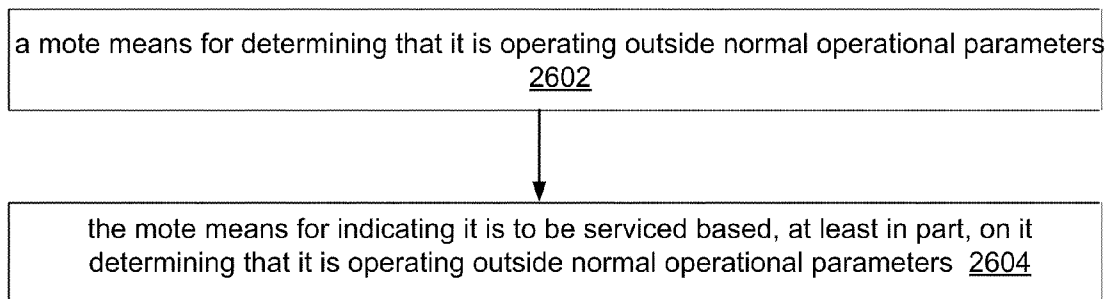 a mote means for determining that it is operating outside normal operational parameters
2602
the mote means for indicating it is to be serviced based, at least in part, on it
determining that it is operating outside normal operational parameters 2604